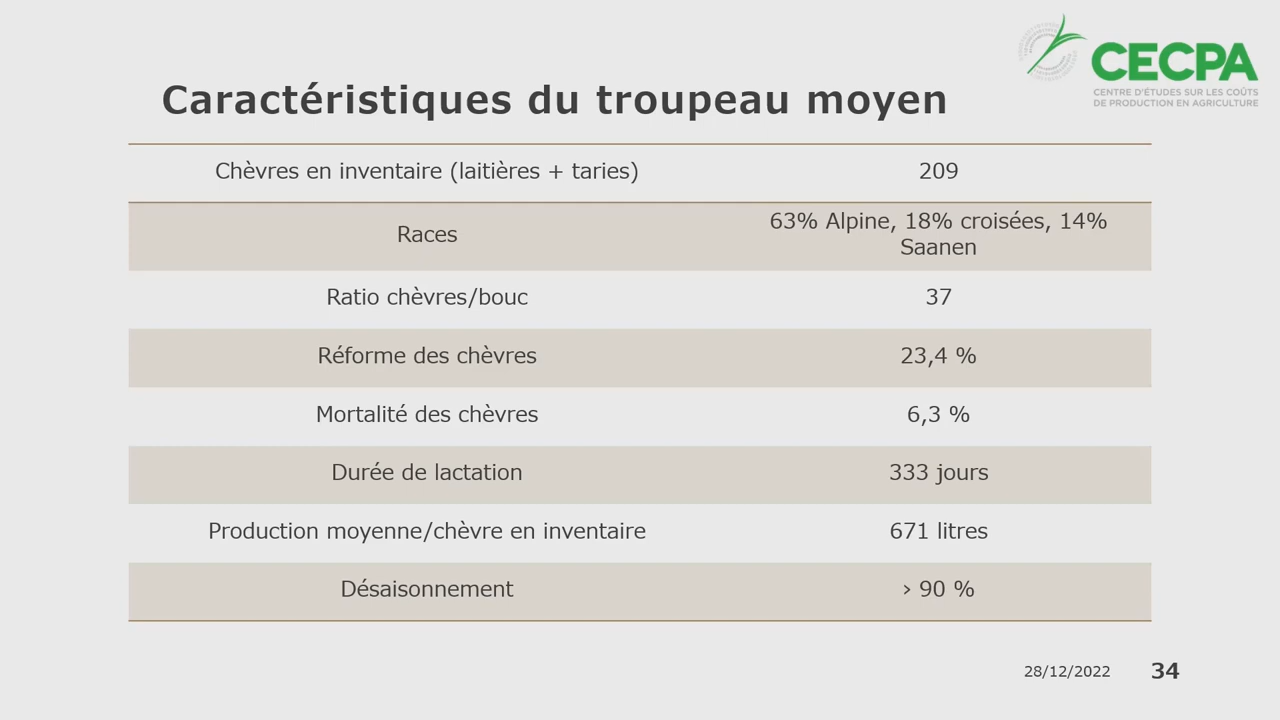 CECPA
CENTRE D'ÉTUDES SUR LES COÛTS
DE PRODUCTION EN AGRICULTURE
Caractéristiques du troupeau moyen
Chèvres en inventaire (laitières + taries) 209
Races 63% Alpine, 18% croisées, 14%
Saanen
Ratio chèvres/bouc 37
Réforme des chèvres 23,4 %
Mortalité des chèvres 6,3 %
Durée de lactation 333 jours
Production moyenne/chèvre en inventaire 671 litres
Désaisonnement > 90 %
28/12/2022 34